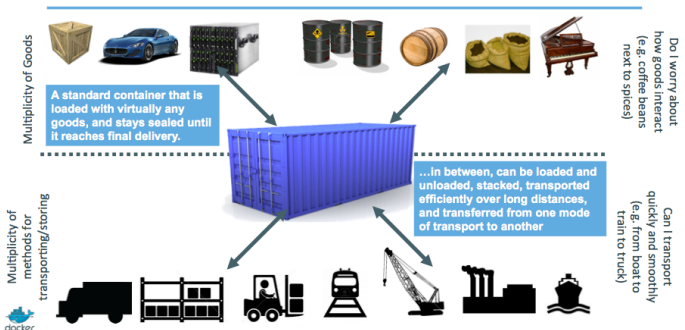 Multiplicity of Goods
Do I worry about
how goods interact
(e.g. coffee beans
next to spices)
A standard container that is
loaded with virtually any
goods, and stays sealed until
it reaches final delivery.
…in between, can be loaded and
unloaded, stacked, transported
efficiently over long distances,
and transferred from one mode
of transport to another
Multiplicity of
methods for
transporting/storing
Can I transport
quickly and smoothly
(e.g. from boat to
train to truck)
docker